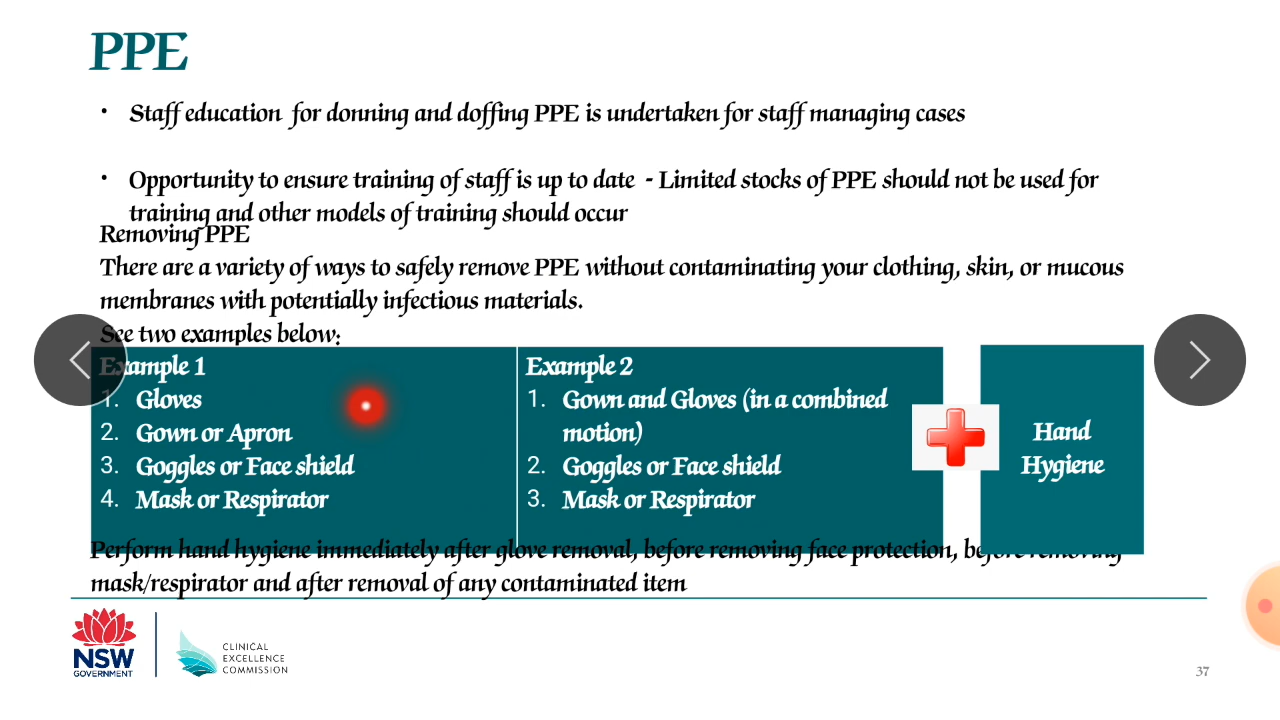 PPE
• Staff education for donning and doffing PPE is undertaken for staff managing cases
• Opportunity to ensure training of staff is up to date - Limited stocks of PPE should not be used for
training and other models of training should occur
Removing PPE
There are a variety of ways to safely remove PPE without contaminating your clothing, skin, or mucous
membranes with potentially infectious materials.
See two examples below:
Example 1
1. Gloves
2. Gown or Apron
3. Goggles or Face shield
4. Mask or Respirator
Example 2
1. Gown and Gloves (in a combined
motion)
2. Goggles or Face shield
3. Mask or Respirator
Hand
Hygiene
Perform hand hygiene immediately after glove removal, before removing face protection, before removing
mask/respirator and after removal of any contaminated item
NSW
GOVERNMENT
CLINICAL
EXCELLENCE
COMMISSION
37